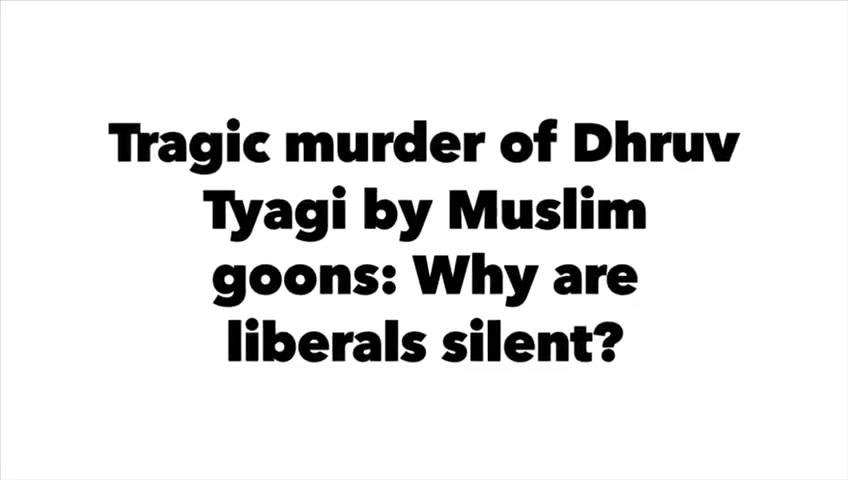 Tragic murder of Dhruv
Tyagi by Muslim
goons: Why are
liberals silent?